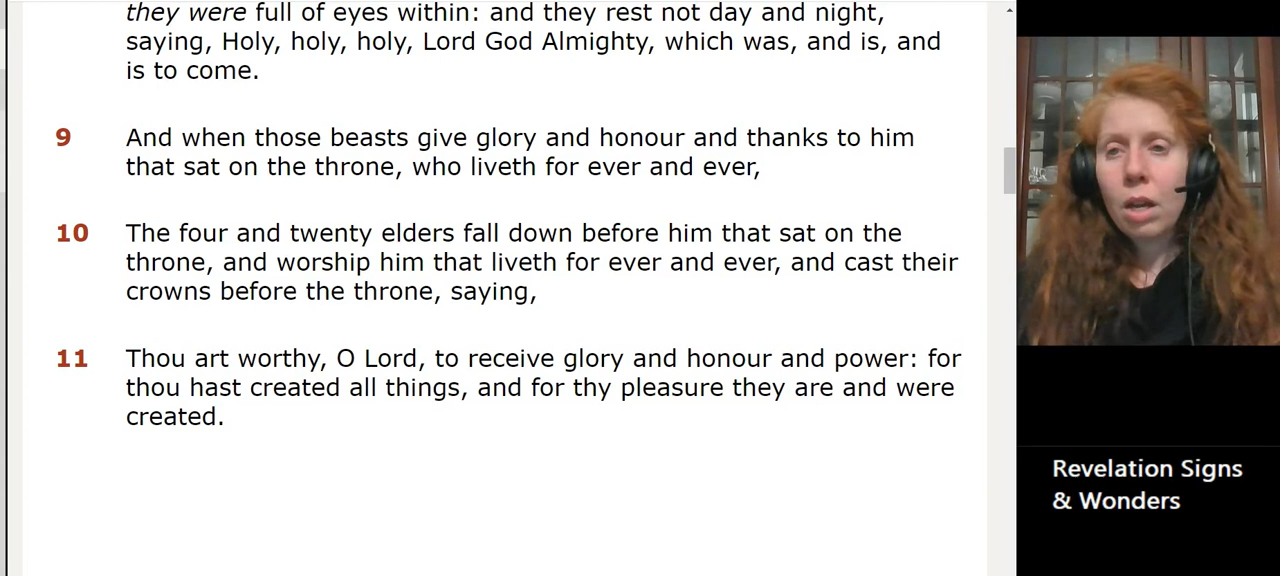 they were full of eyes within: and they rest not day and night,
saying, Holy, holy, holy, Lord God Almighty, which was, and is, and
is to come.
9 And when those beasts give glory and honour and thanks to him
that sat on the throne, who liveth for ever and ever,
10 The four and twenty elders fall down before him that sat on the
throne, and worship him that liveth for ever and ever, and cast their
crowns before the throne, saying,
11 Thou art worthy, O Lord, to receive glory and honour and power: for
thou hast created all things, and for thy pleasure they are and were
created.
Revelation Signs
& Wonders